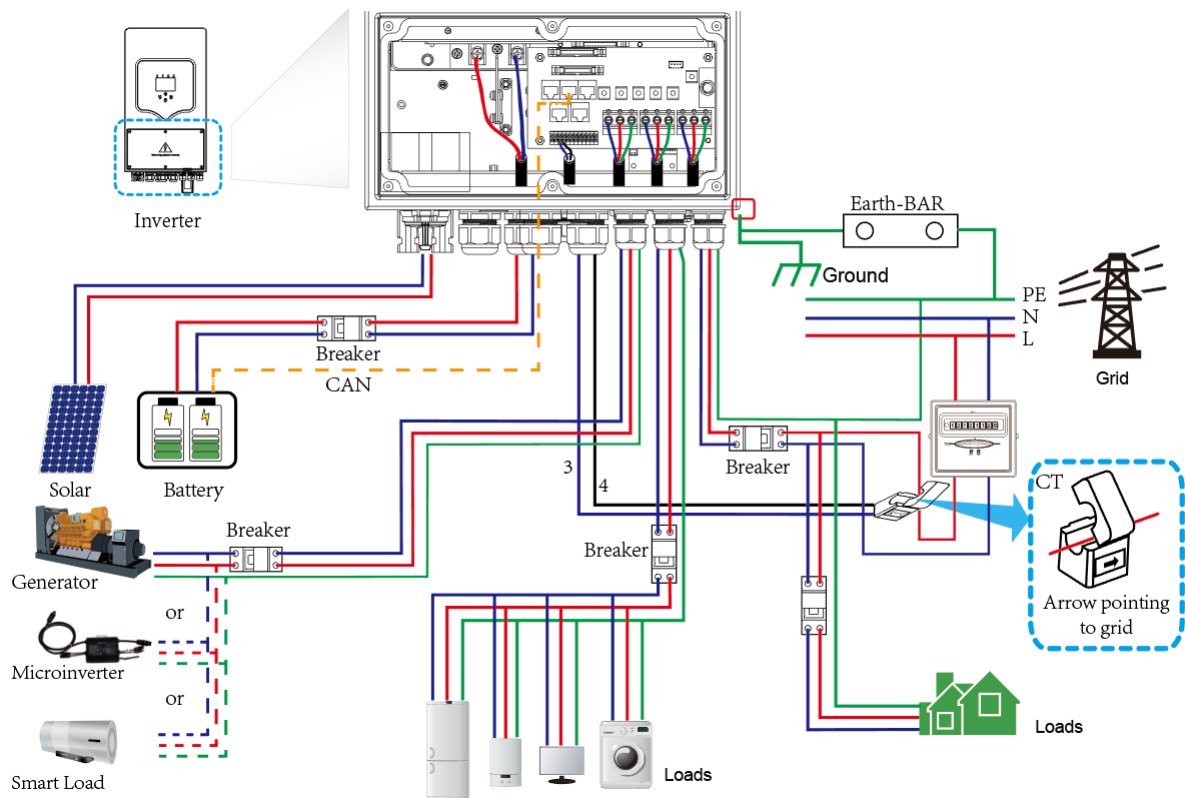 Inverter
Earth-BAR
Ground
PE
N
L
Grid
Breaker
CAN
Solar
Battery
3
4
Breaker
CT
Breaker
Breaker
Generator
or
Arrow pointing
to grid
Microinverter
or
Smart Load
Loads
Loads